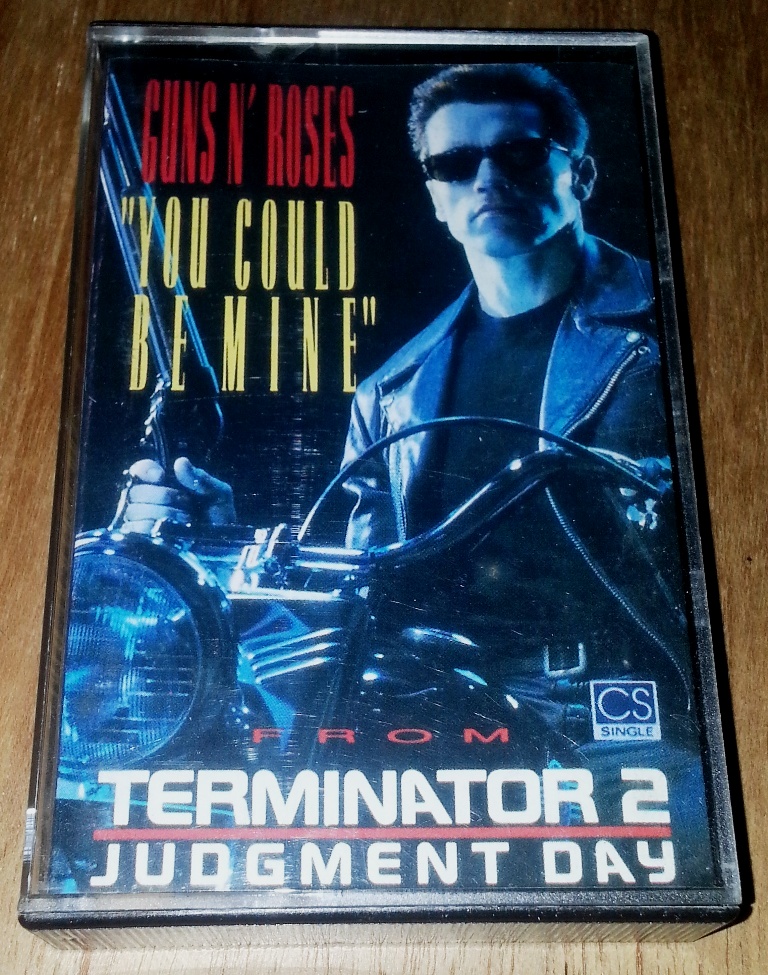 GUNS N' ROSES
"YOU COULD
BE MINE"
CS
SINGLE
FROM
TERMINATOR 2
JUDGMENT DAY